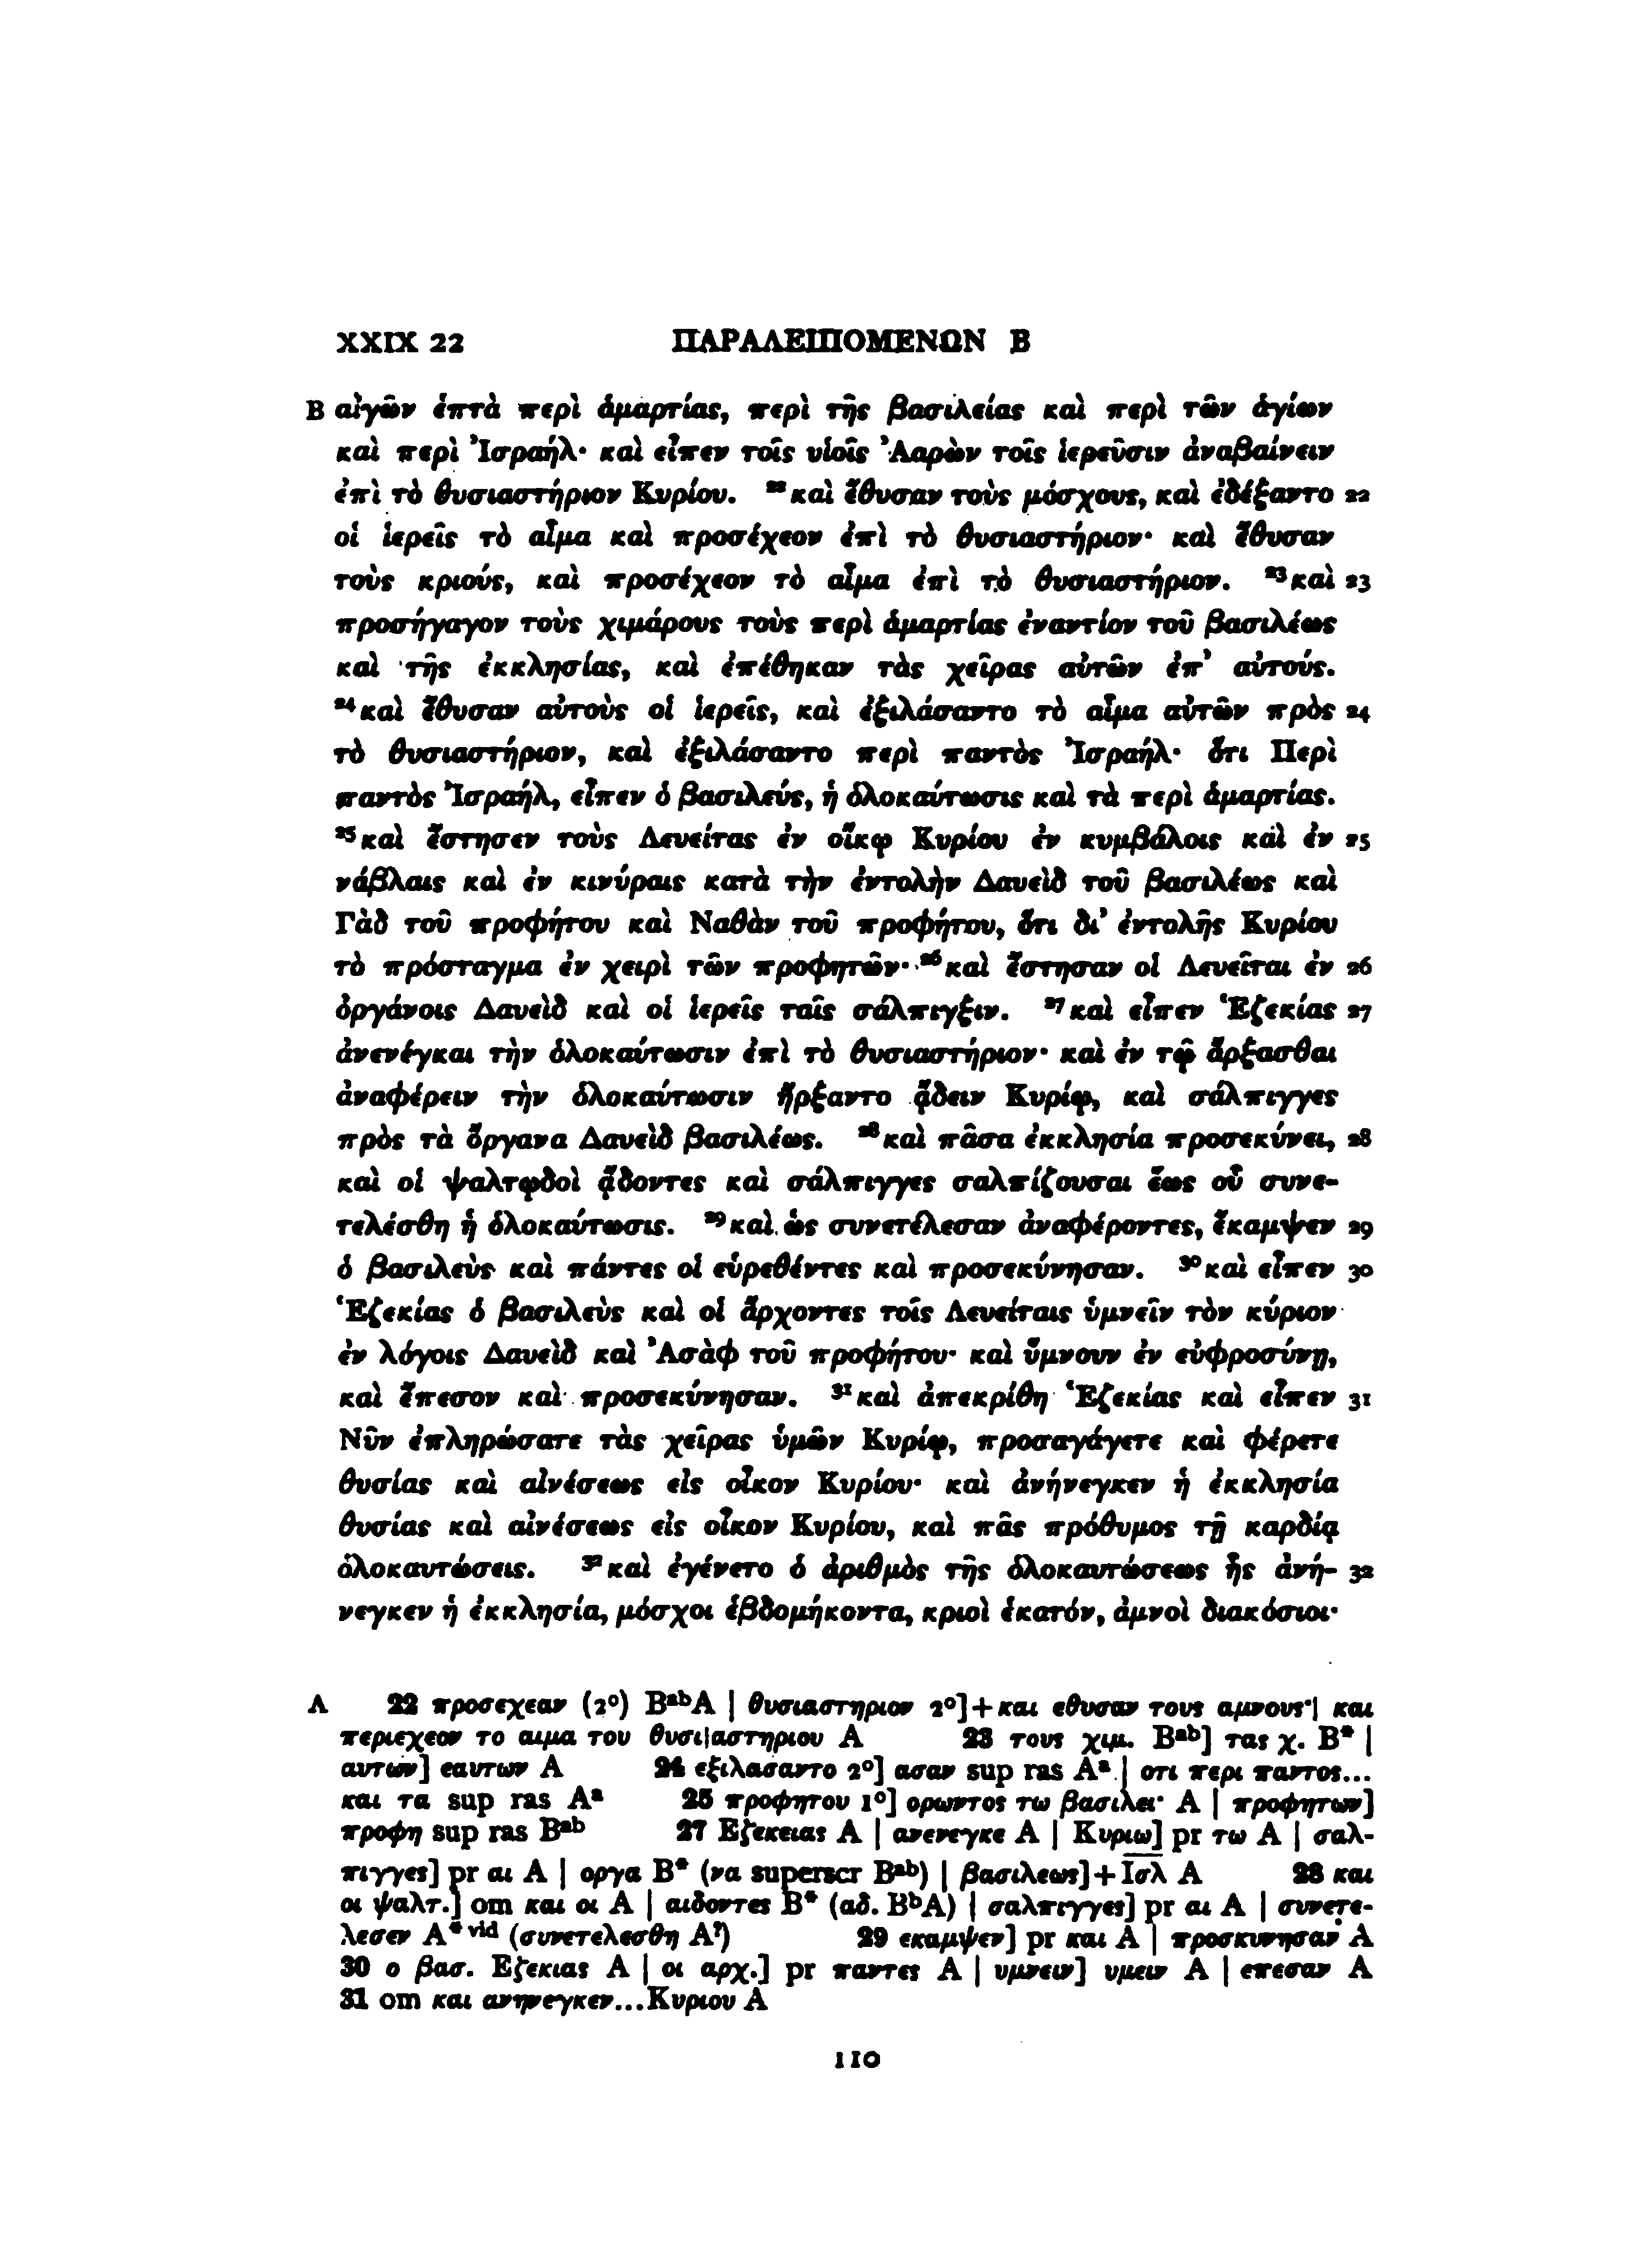 XXIX 22 ΠΑΡΑΛΕΙΠΟΜΕΝΩΝ Β
B αἰγῶν ἑπτὰ περὶ ἁμαρτίας, περὶ τῆς βασιλείας καὶ περὶ τῶν ἁγίων
καὶ περὶ Ἰσραήλ· καὶ εἶπεν τοῖς υἱοῖς Ἀαρὼν τοῖς ἱερεῦσιν ἀναβαίνειν
ἐπὶ τὸ θυσιαστήριον Κυρίου. ²²καὶ ἔθυσαν τοὺς μόσχους, καὶ ἐδέξαντο 22
οἱ ἱερεῖς τὸ αἷμα καὶ προσέχεον ἐπὶ τὸ θυσιαστήριον· καὶ ἔθυσαν
τοὺς κριούς, καὶ προσέχεον τὸ αἷμα ἐπὶ τὸ θυσιαστήριον. ²³καὶ 23
προσήγαγον τοὺς χιμάρους τοὺς περὶ ἁμαρτίας ἐναντίον τοῦ βασιλέως
καὶ τῆς ἐκκλησίας, καὶ ἐπέθηκαν τὰς χεῖρας αὐτῶν ἐπ’ αὐτούς.
²⁴καὶ ἔθυσαν αὐτοὺς οἱ ἱερεῖς, καὶ ἐξιλάσαντο τὸ αἷμα αὐτῶν πρὸς 24
τὸ θυσιαστήριον, καὶ ἐξιλάσαντο περὶ παντὸς Ἰσραήλ· ὅτι Περὶ
παντὸς Ἰσραήλ, εἶπεν ὁ βασιλεύς, ἡ ὁλοκαύτωσις καὶ τὰ περὶ ἁμαρτίας.
²⁵καὶ ἔστησεν τοὺς Λευείτας ἐν οἴκῳ Κυρίου ἐν κυμβάλοις καὶ ἐν 25
νάβλαις καὶ ἐν κινύραις κατὰ τὴν ἐντολὴν Δαυεὶδ τοῦ βασιλέως καὶ
Γὰδ τοῦ προφήτου καὶ Ναθὰν τοῦ προφήτου, ὅτι δι’ ἐντολῆς Κυρίου
τὸ πρόσταγμα ἐν χειρὶ τῶν προφητῶν· ²⁶καὶ ἔστησαν οἱ Λευεῖται ἐν 26
ὀργάνοις Δαυεὶδ καὶ οἱ ἱερεῖς ταῖς σάλπιγξιν. ²⁷καὶ εἶπεν Ἑζεκίας 27
ἀνενέγκαι τὴν ὁλοκαύτωσιν ἐπὶ τὸ θυσιαστήριον· καὶ ἐν τῷ ἄρξασθαι
ἀναφέρειν τὴν ὁλοκαύτωσιν ἤρξαντο ᾄδειν Κυρίῳ, καὶ σάλπιγγες
πρὸς τὰ ὄργανα Δαυεὶδ βασιλέως. ²⁸καὶ πᾶσα ἐκκλησία προσεκύνει, 28
καὶ οἱ ψαλτῳδοὶ ᾄδοντες καὶ σάλπιγγες σαλπίζουσαι ἕως οὗ συνε-
τελέσθη ἡ ὁλοκαύτωσις. ²⁹καὶ ὡς συνετέλεσαν ἀναφέροντες, ἔκαμψεν 29
ὁ βασιλεὺς καὶ πάντες οἱ εὑρεθέντες καὶ προσεκύνησαν. ³⁰καὶ εἶπεν 30
Ἑζεκίας ὁ βασιλεὺς καὶ οἱ ἄρχοντες τοῖς Λευείταις ὑμνεῖν τὸν κύριον
ἐν λόγοις Δαυεὶδ καὶ Ἀσὰφ τοῦ προφήτου· καὶ ὕμνουν ἐν εὐφροσύνῃ,
καὶ ἔπεσον καὶ προσεκύνησαν. ³¹καὶ ἀπεκρίθη Ἑζεκίας καὶ εἶπεν 31
Νῦν ἐπληρώσατε τὰς χεῖρας ὑμῶν Κυρίῳ, προσαγάγετε καὶ φέρετε
θυσίας καὶ αἰνέσεως εἰς οἶκον Κυρίου· καὶ ἀνήνεγκεν ἡ ἐκκλησία
θυσίας καὶ αἰνέσεως εἰς οἶκον Κυρίου, καὶ πᾶς πρόθυμος τῇ καρδίᾳ
ὁλοκαυτώσεις. ³²καὶ ἐγένετο ὁ ἀριθμὸς τῆς ὁλοκαυτώσεως ἧς ἀνή- 32
νεγκεν ἡ ἐκκλησία, μόσχοι ἑβδομήκοντα, κριοὶ ἑκατόν, ἀμνοὶ διακόσιοι·
A 22 προσεχεαν (2°) BᵃᵇA | θυσιαστηριον 2°]+και εθυσαν τους αμνους·| και
περιεχεον το αιμα του θυσι|αστηριου A 23 τους χιμ. Bᵃᵇ] τας χ. B* |
αυτων] εαυτων A 24 εξιλασαντο 2°] ασαν sup ras Aᵃ | οτι περι παντος...
και τα sup ras Aᵃ 25 προφητου 1°] ορωντος τω βασιλει· A | προφητων]
προφη sup ras Bᵃᵇ 27 Εζεκειας A | ανενεγκε A | Κυριω] pr τω A | σαλ-
πιγγες] pr αι A | οργα B* (να superscr Bᵃᵇ) | βασιλεως]+Ισ̅λ̅ A 28 και
οι ψαλτ.] om και οι A | αιδοντες B* (αδ. BᵇA) | σαλπιγγες] pr αι A | συνετε-
λεσεν A*ᵛⁱᵈ (συνετελεσθη A?) 29 εκαμψεν] pr και A | προσκυνησαν A
30 ο βασ. Εζεκιας A | οι αρχ.] pr παντες A | υμνειν] υμειν A | επεσαν A
31 om και ανηνεγκεν...Κυριου A
110